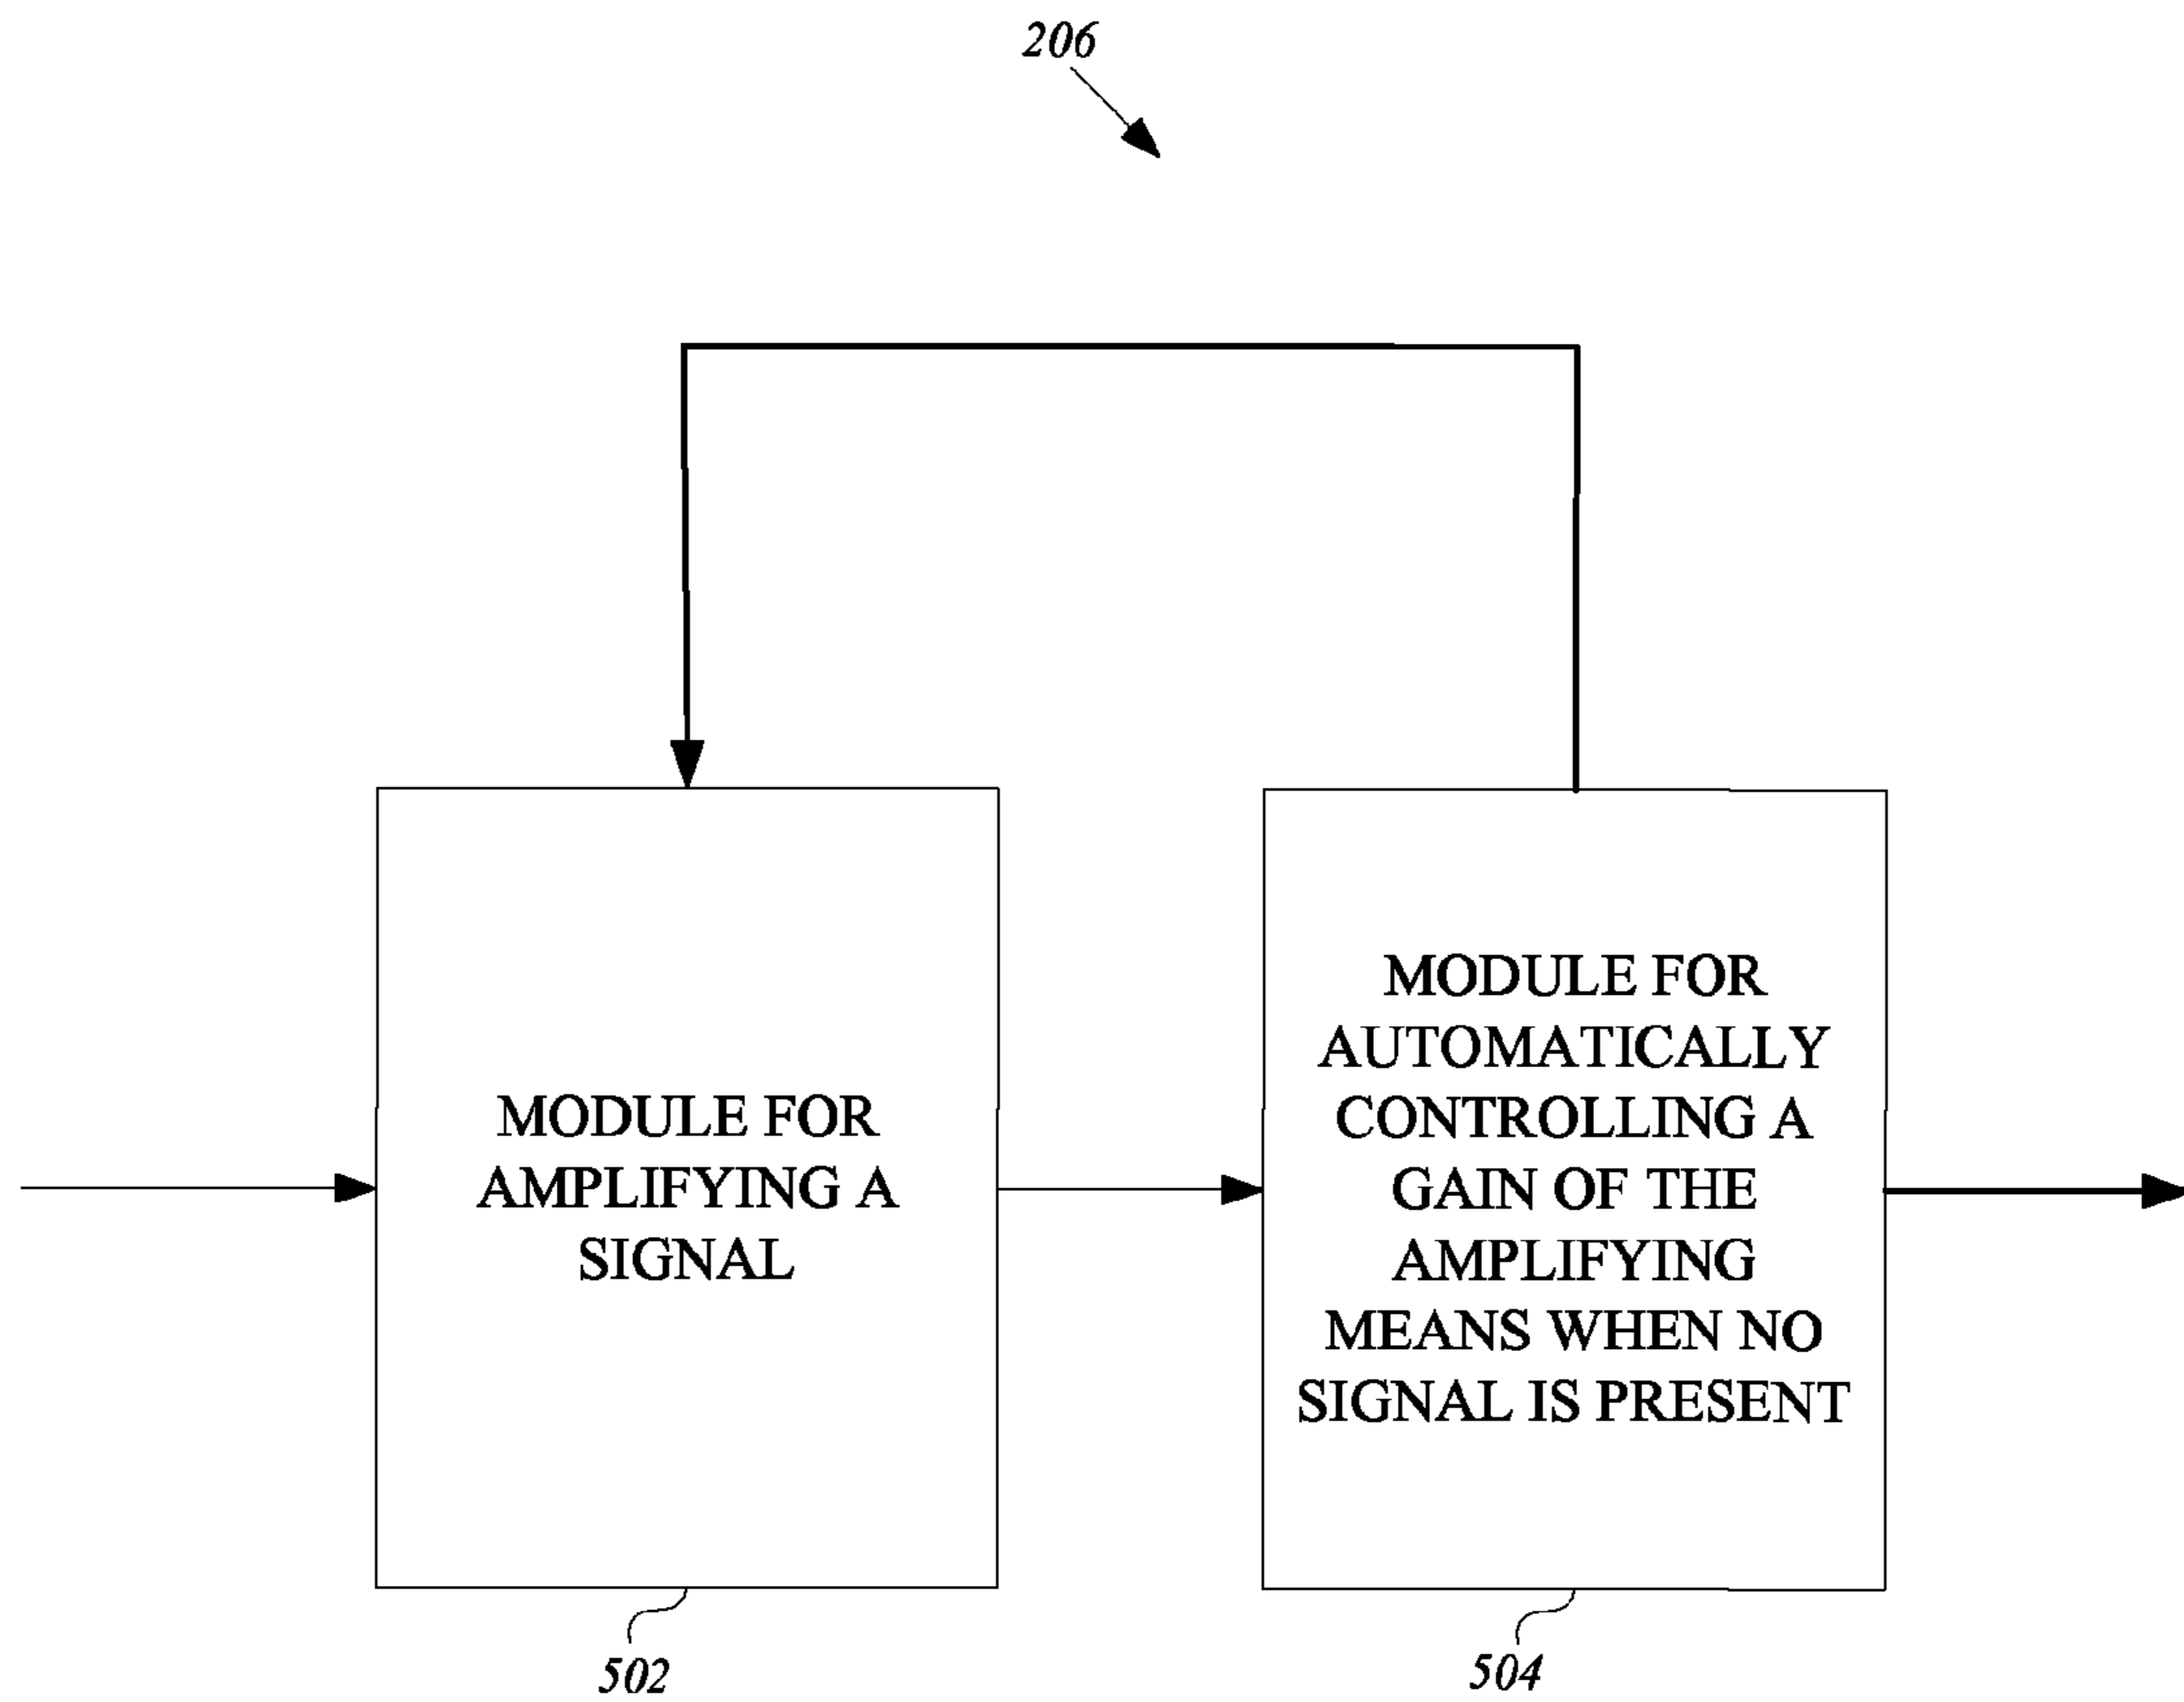 206
MODULE FOR
AMPLIFYING A
SIGNAL
MODULE FOR
AUTOMATICALLY
CONTROLLING A
GAIN OF THE
AMPLIFYING
MEANS WHEN NO
SIGNAL IS PRESENT
502
504